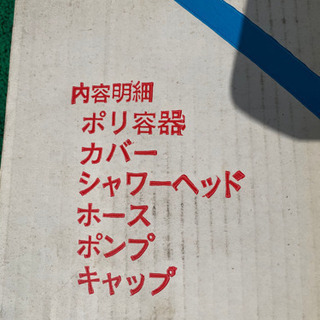 内容明細
ポリ容器
カバー
シャワーヘッド
ホース
ポンプ
キャップ